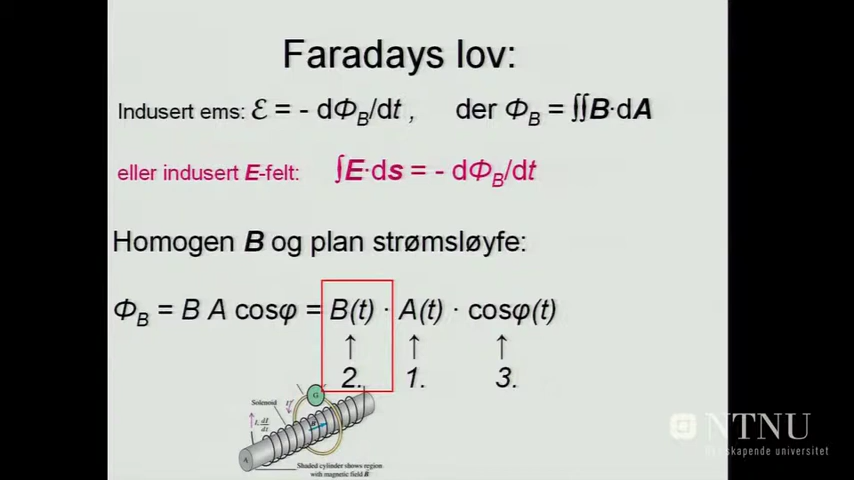 Faradays lov:
Indusert ems: ℰ = - dΦB/dt , der ΦB = ∫∫B·dA
eller indusert E-felt: ∫E·ds = - dΦB/dt
Homogen B og plan strømsløyfe:
ΦB = B A cosφ = B(t) · A(t) · cosφ(t)
↑ ↑ ↑
2. 1. 3.
G
Solenoid
B
A
Shaded cylinder shows region
with magnetic field B.
NTNU
skapende universitet